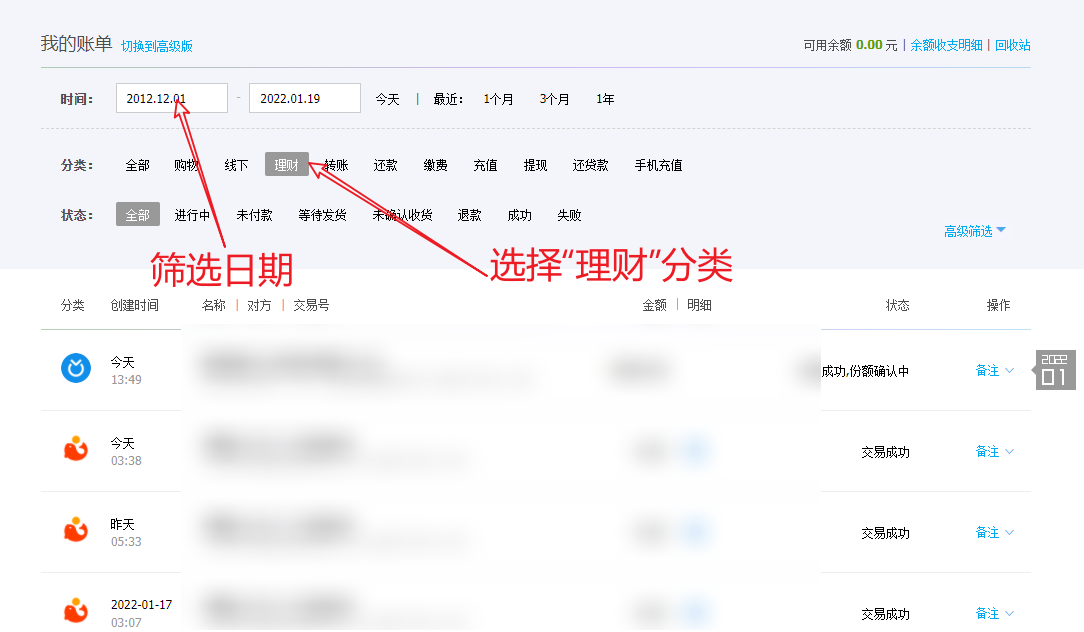 我的账单 切换到高级版 可用余额 0.00 元 | 余额收支明细 | 回收站
时间： 2012.12.01 - 2022.01.19 今天 | 最近： 1个月 3个月 1年
分类： 全部 购物 线下 理财 转账 还款 缴费 充值 提现 还贷款 手机充值
状态： 全部 进行中 未付款 等待发货 未确认收货 退款 成功 失败
高级筛选
筛选日期 选择“理财”分类
分类 创建时间 名称 | 对方 | 交易号 金额 | 明细 状态 操作
今天
13:49
成功,份额确认中 备注
2022
01
今天
03:38
交易成功 备注
昨天
05:33
交易成功 备注
2022-01-17
03:07
交易成功 备注